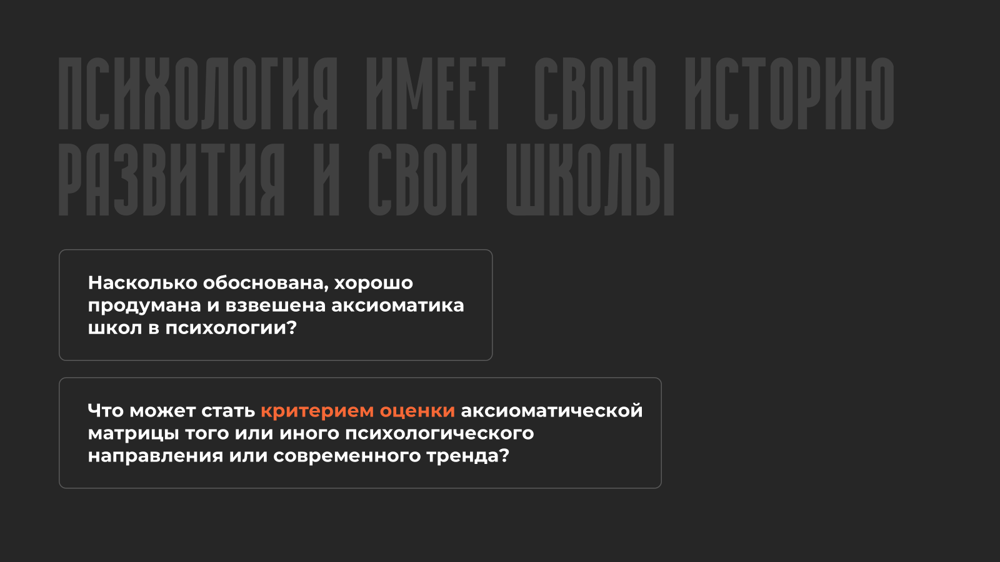 ПСИХОЛОГИЯ ИМЕЕТ СВОЮ ИСТОРИЮ
РАЗВИТИЯ И СВОИ ШКОЛЫ
Насколько обоснована, хорошо
продумана и взвешена аксиоматика
школ в психологии?
Что может стать критерием оценки аксиоматической
матрицы того или иного психологического
направления или современного тренда?